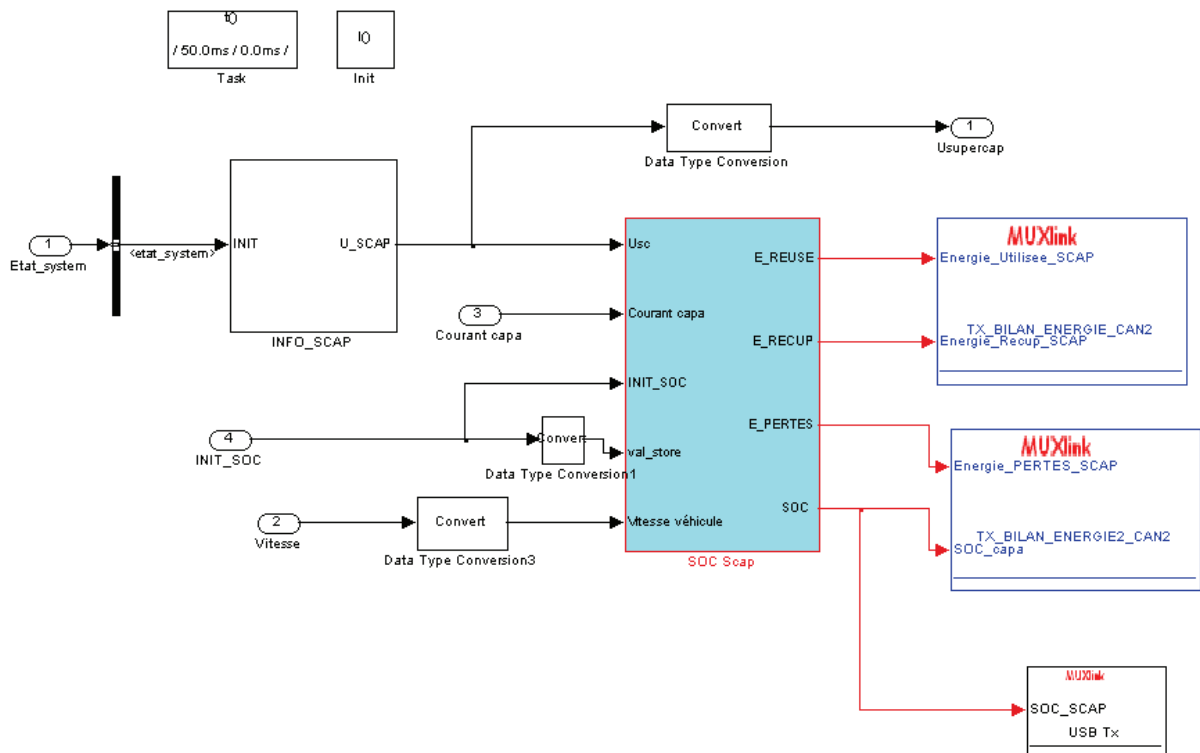 f()
/ 50.0ms / 0.0ms /
Task
I()
Init
Convert
Data Type Conversion
1
Usupercap
1
Etat_system
<etat_system>
INIT
U_SCAP
INFO_SCAP
3
Courant capa
4
INIT_SOC
Convert
Data Type Conversion1
2
Vitesse
Convert
Data Type Conversion3
Usc
Courant capa
INIT_SOC
val_store
Vitesse véhicule
E_REUSE
E_RECUP
E_PERTES
SOC
SOC Scap
MUXlink
Energie_Utilisee_SCAP
TX_BILAN_ENERGIE_CAN2
Energie_Recup_SCAP
MUXlink
Energie_PERTES_SCAP
TX_BILAN_ENERGIE2_CAN2
SOC_capa
MUXlink
SOC_SCAP
USB Tx